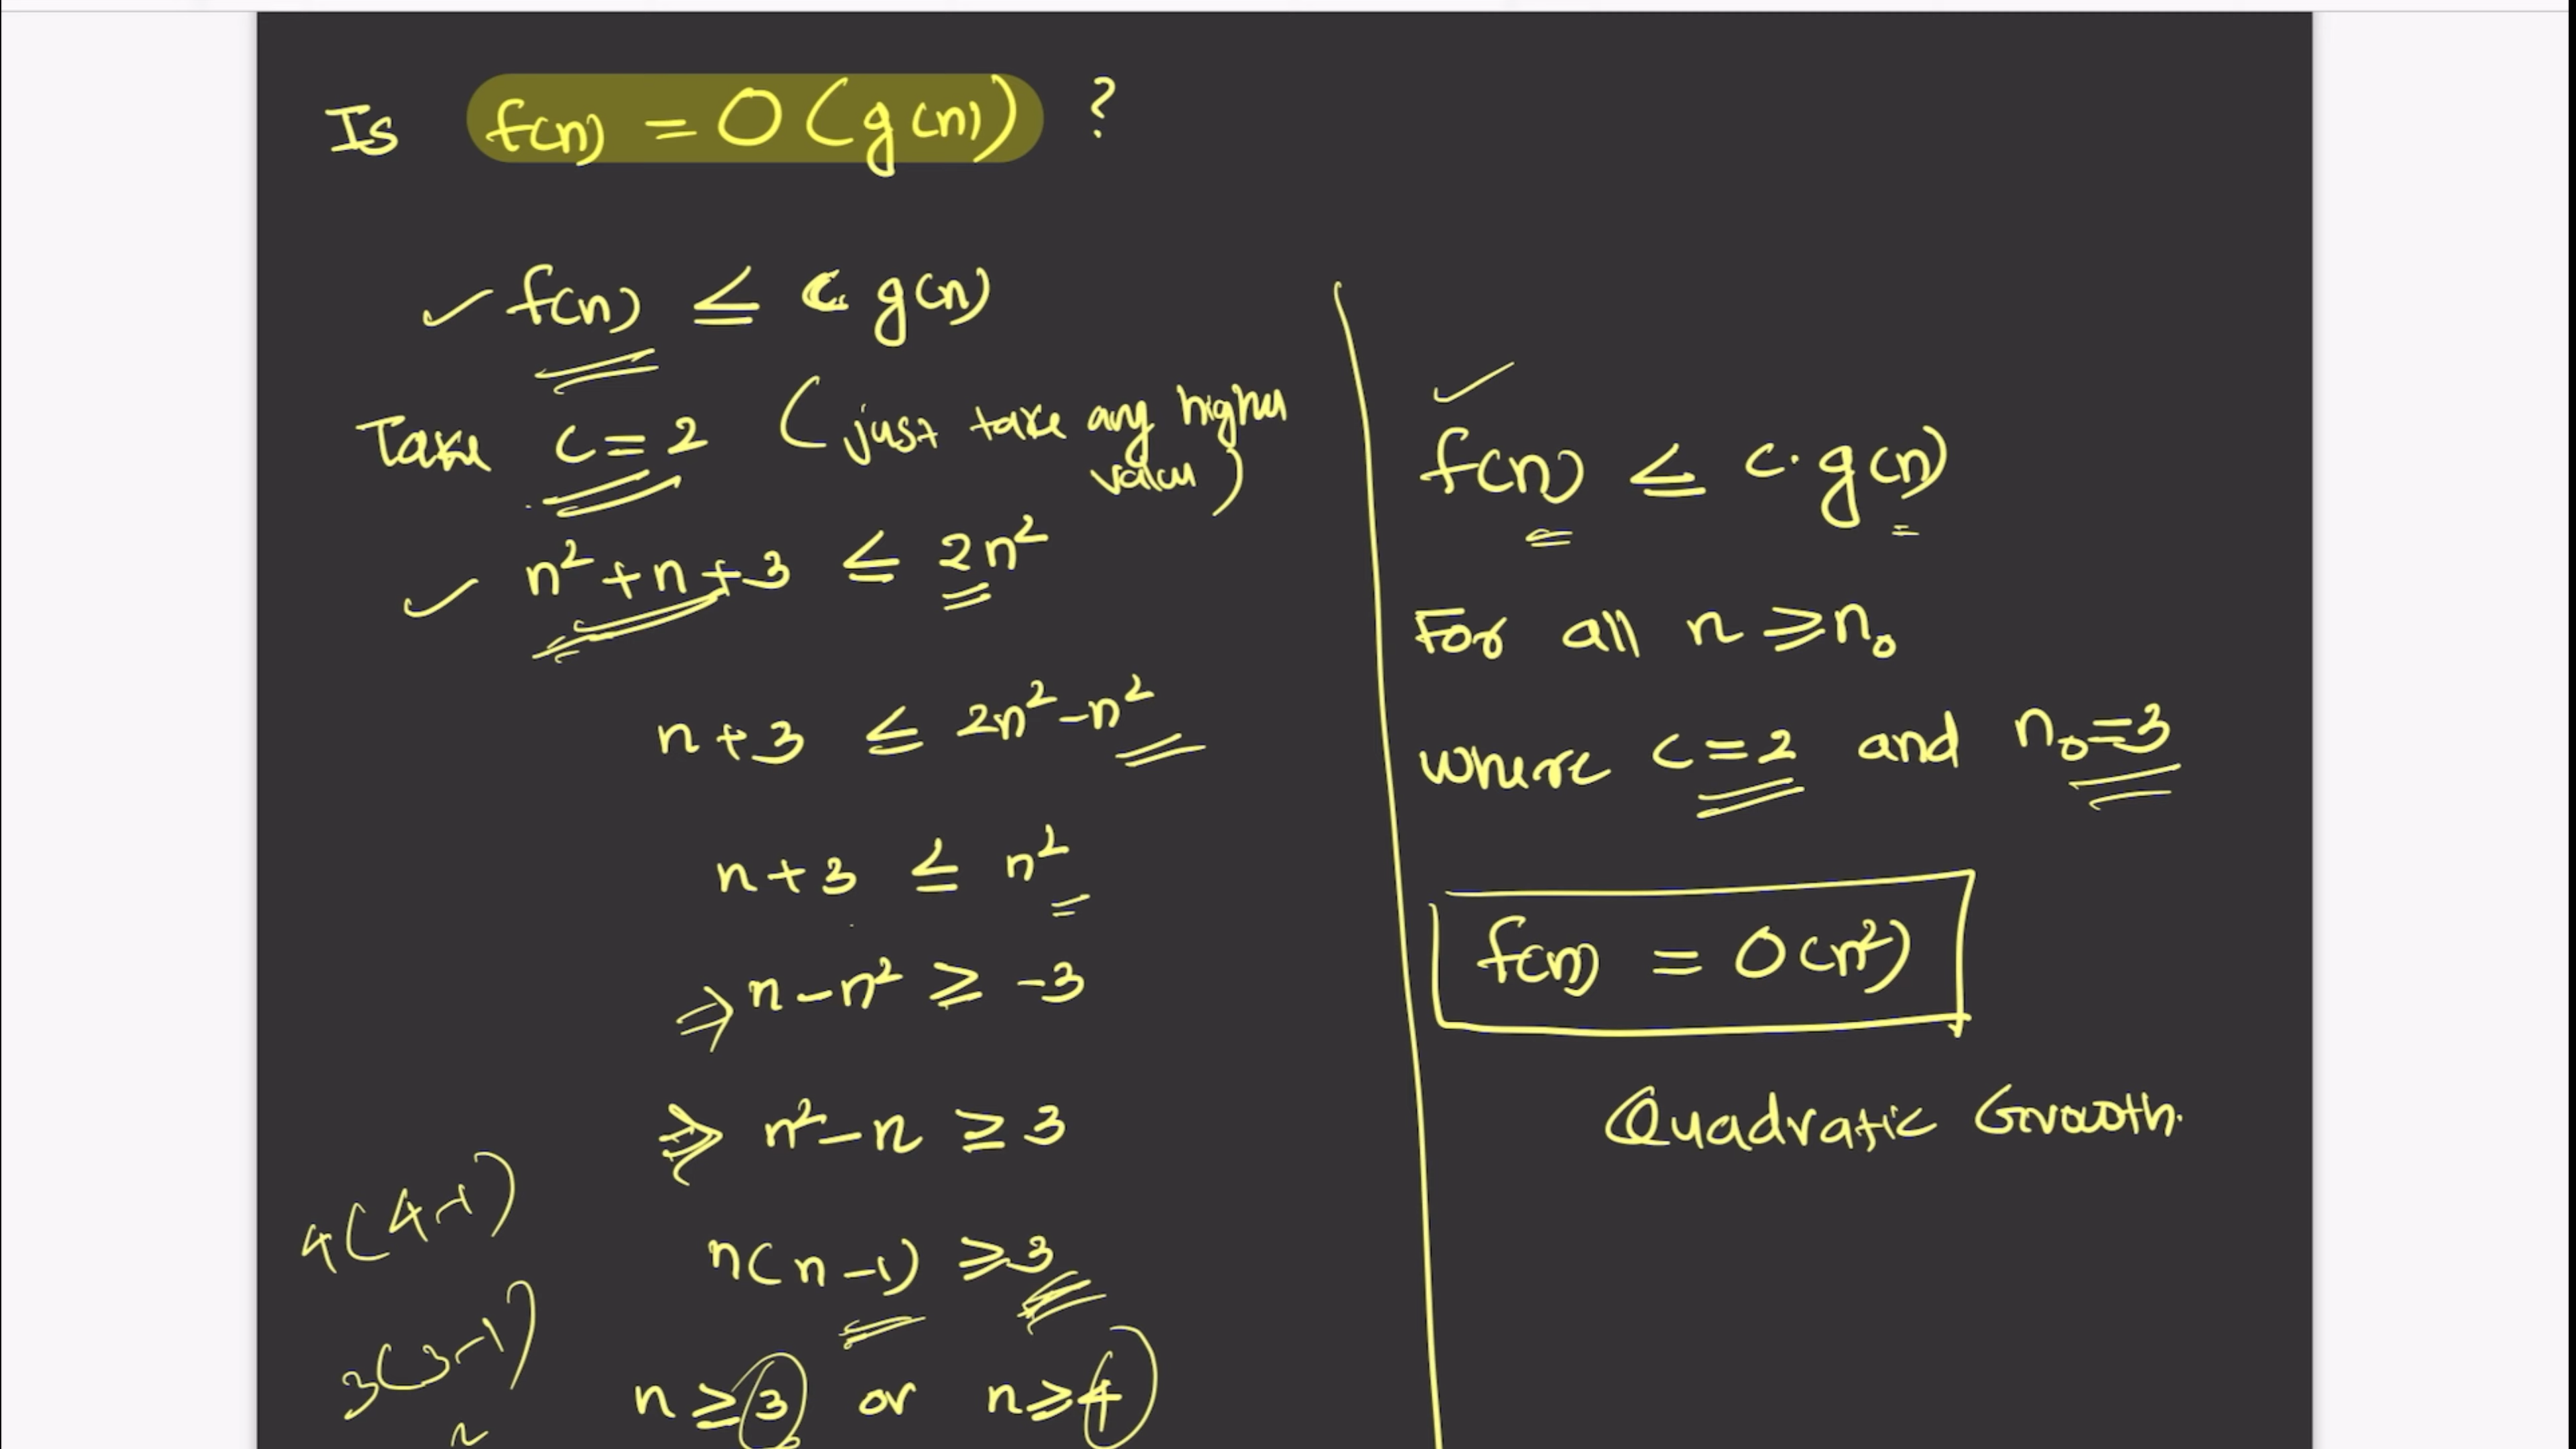 Is f(n) = O(g(n)) ?
f(n) ≤ c. g(n)
Take c = 2 (just take any higher
value)
n² + n + 3 ≤ 2n²
n + 3 ≤ 2n² - n²
n + 3 ≤ n²
⇒ n - n² ≥ -3
⇒ n² - n ≥ 3
n(n - 1) ≥ 3
n ≥ 3 or n ≥ 4
4(4-1)
3(3-1)
f(n) ≤ c. g(n)
For all n ≥ n₀
where c = 2 and n₀ = 3
f(n) = O(n²)
Quadratic Growth.